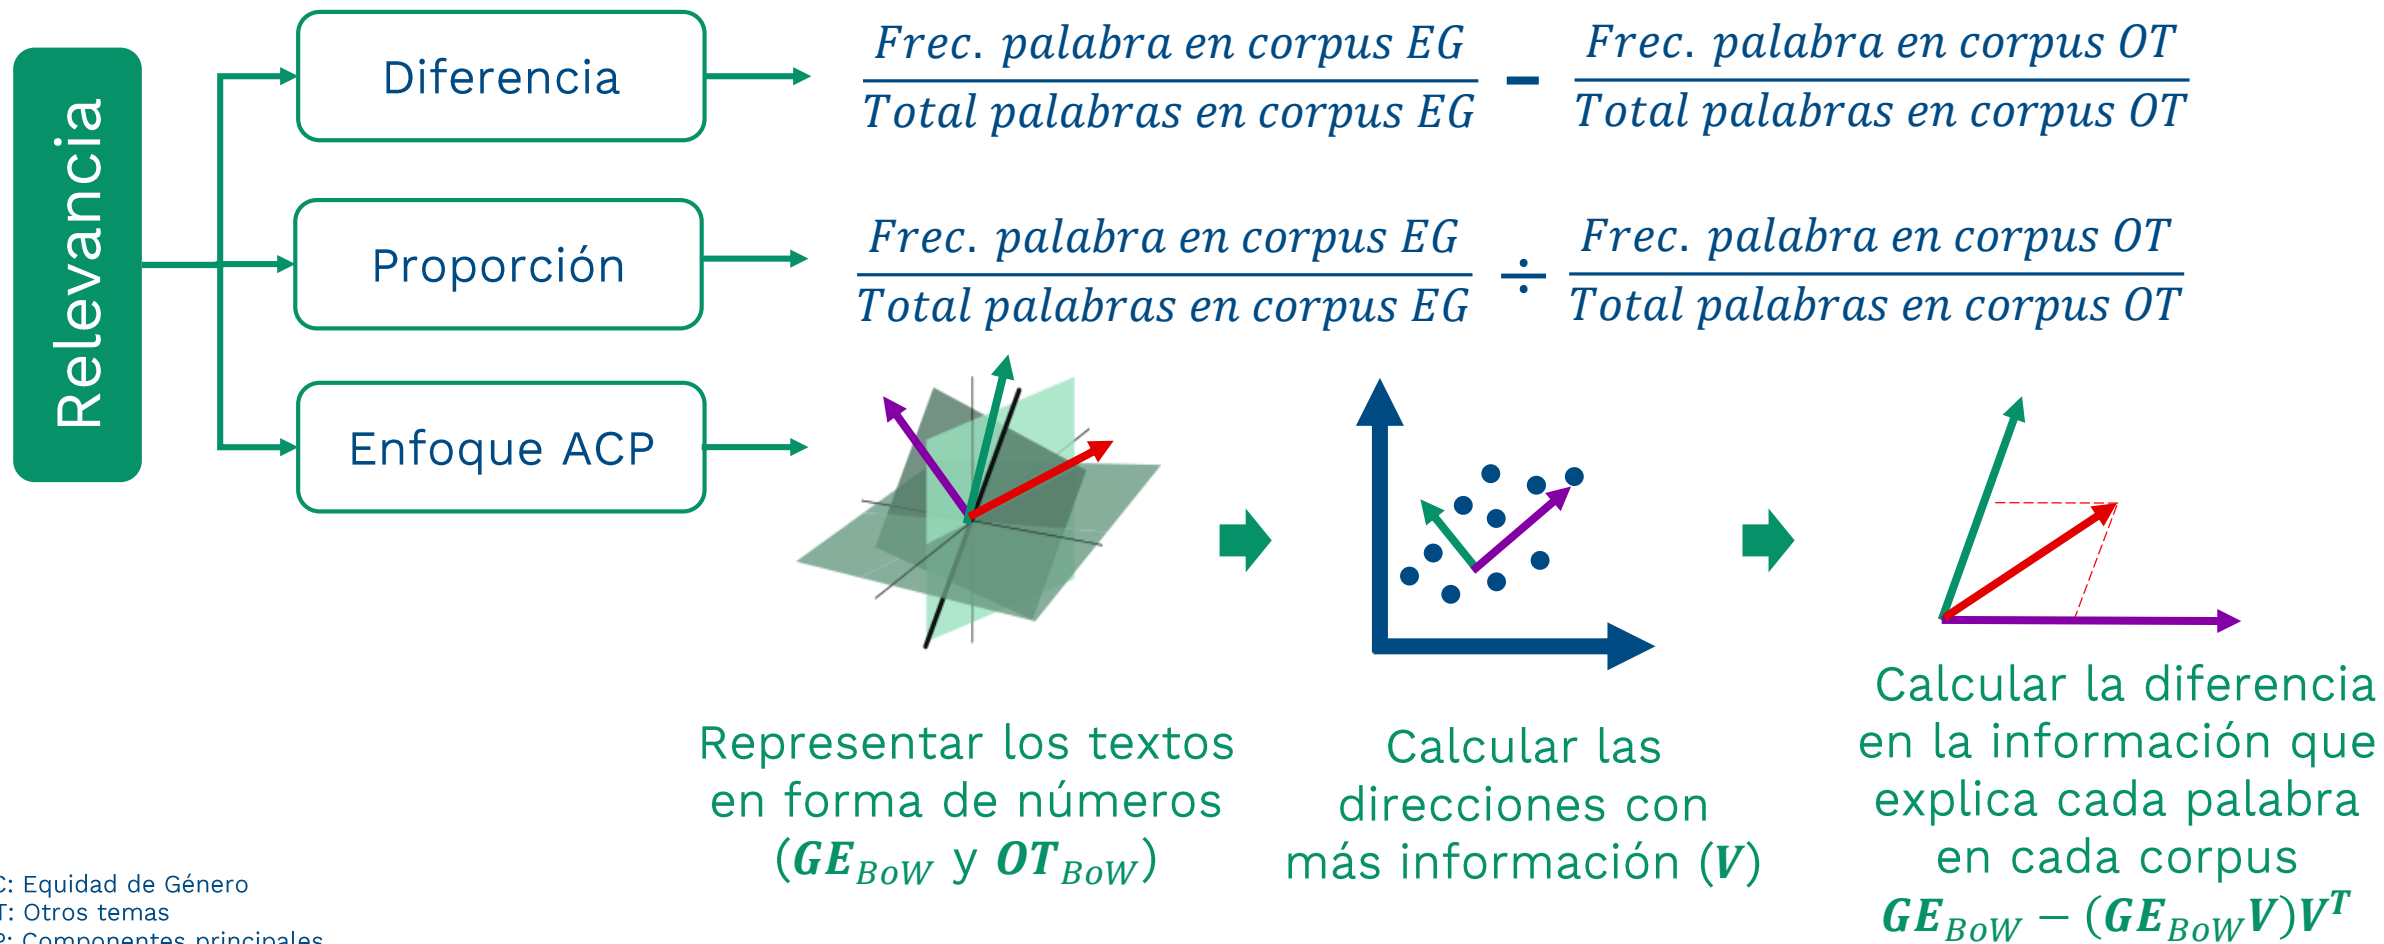 Relevancia
Diferencia
Frec. palabra en corpus EG / Total palabras en corpus EG - Frec. palabra en corpus OT / Total palabras en corpus OT
Proporción
Frec. palabra en corpus EG / Total palabras en corpus EG ÷ Frec. palabra en corpus OT / Total palabras en corpus OT
Enfoque ACP
Representar los textos
en forma de números
(GE_BoW y OT_BoW)
Calcular las
direcciones con
más información (V)
Calcular la diferencia
en la información que
explica cada palabra
en cada corpus
GE_BoW − (GE_BoW V)V^T
C: Equidad de Género
T: Otros temas
P: Componentes principales